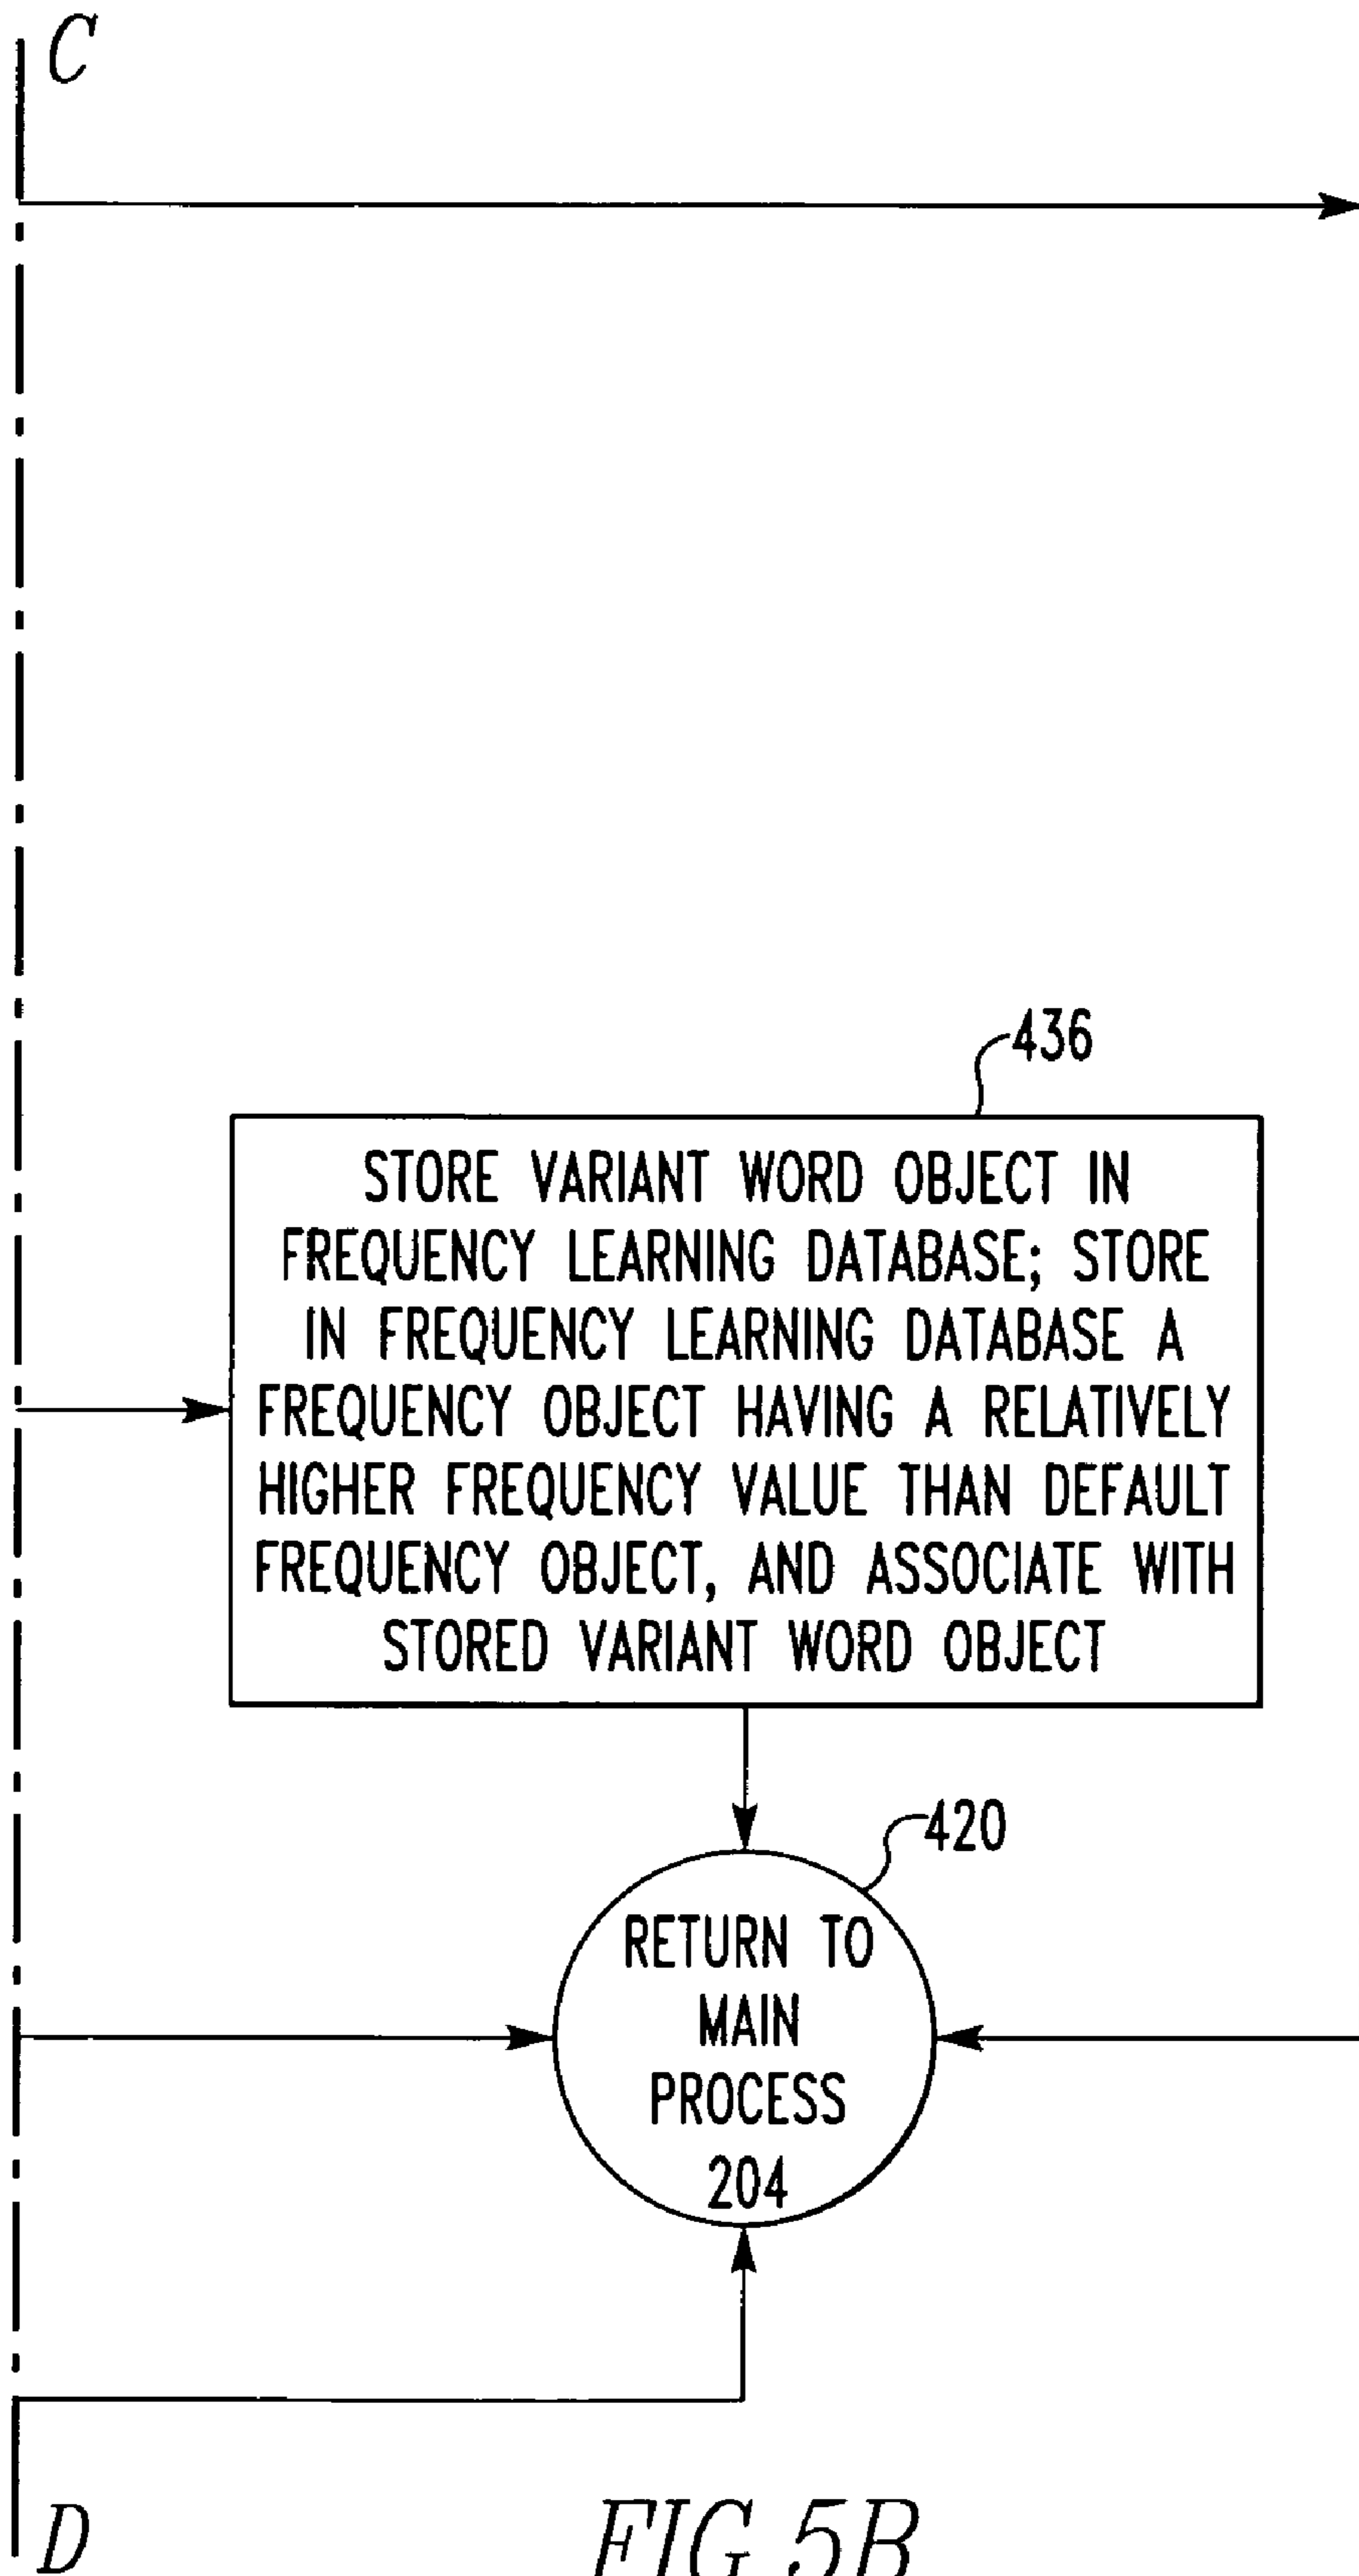 C
436
STORE VARIANT WORD OBJECT IN
FREQUENCY LEARNING DATABASE; STORE
IN FREQUENCY LEARNING DATABASE A
FREQUENCY OBJECT HAVING A RELATIVELY
HIGHER FREQUENCY VALUE THAN DEFAULT
FREQUENCY OBJECT, AND ASSOCIATE WITH
STORED VARIANT WORD OBJECT
420
RETURN TO
MAIN
PROCESS
204
D
FIG.5B